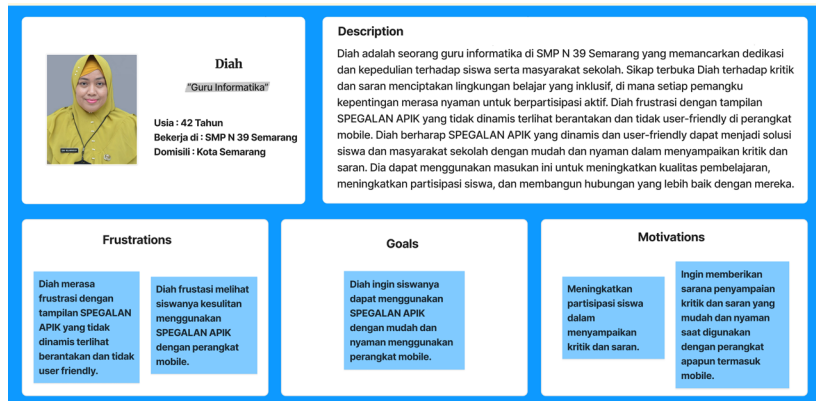 Diah
"Guru Informatika"
Usia : 42 Tahun
Bekerja di : SMP N 39 Semarang
Domisili : Kota Semarang
Description
Diah adalah seorang guru informatika di SMP N 39 Semarang yang memancarkan dedikasi
dan kepedulian terhadap siswa serta masyarakat sekolah. Sikap terbuka Diah terhadap kritik
dan saran menciptakan lingkungan belajar yang inklusif, di mana setiap pemangku
kepentingan merasa nyaman untuk berpartisipasi aktif. Diah frustrasi dengan tampilan
SPEGALAN APIK yang tidak dinamis terlihat berantakan dan tidak user-friendly di perangkat
mobile. Diah berharap SPEGALAN APIK yang dinamis dan user-friendly dapat menjadi solusi
siswa dan masyarakat sekolah dengan mudah dan nyaman dalam menyampaikan kritik dan
saran. Dia dapat menggunakan masukan ini untuk meningkatkan kualitas pembelajaran,
meningkatkan partisipasi siswa, dan membangun hubungan yang lebih baik dengan mereka.
Frustrations
Diah merasa
frustrasi dengan
tampilan SPEGALAN
APIK yang tidak
dinamis terlihat
berantakan dan tidak
user friendly.
Diah frustasi melihat
siswanya kesulitan
menggunakan
SPEGALAN APIK
dengan perangkat
mobile.
Goals
Diah ingin siswanya
dapat menggunakan
SPEGALAN APIK
dengan mudah dan
nyaman menggunakan
perangkat mobile.
Motivations
Meningkatkan
partisipasi siswa
dalam
menyampaikan
kritik dan saran.
Ingin memberikan
sarana penyampaian
kritik dan saran yang
mudah dan nyaman
saat digunakan
dengan perangkat
apapun termasuk
mobile.